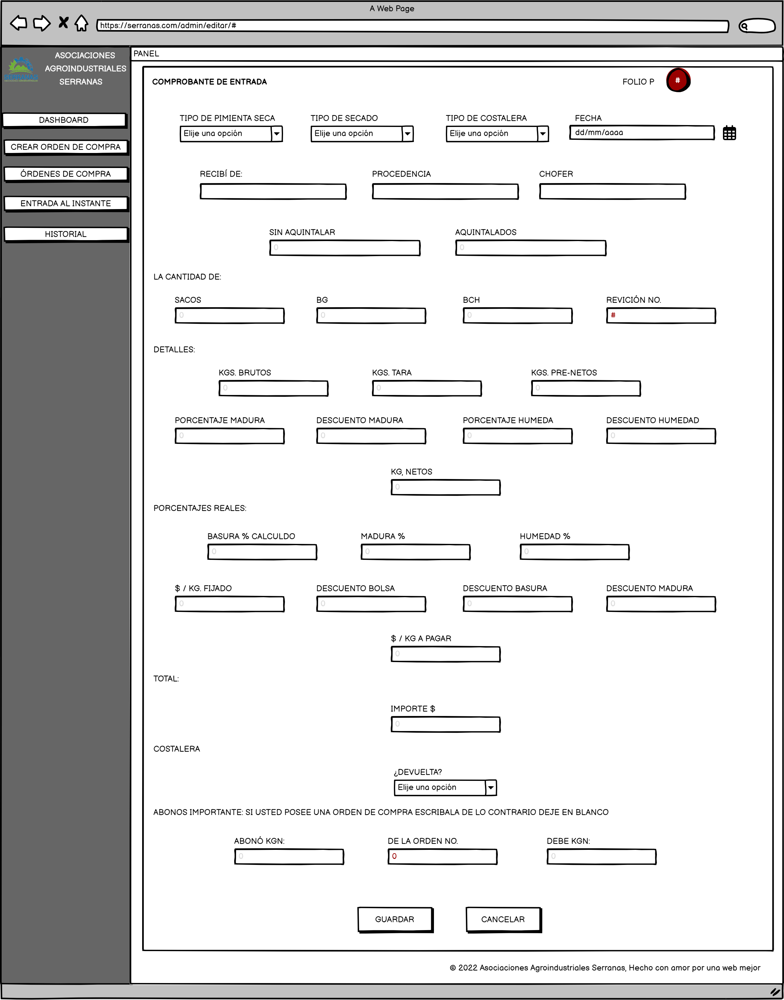 A Web Page
https://serranas.com/admin/editar/#
ASOCIACIONES
AGROINDUSTRIALES
SERRANAS
SERRANAS
DASHBOARD
CREAR ORDEN DE COMPRA
ÓRDENES DE COMPRA
ENTRADA AL INSTANTE
HISTORIAL
PANEL
COMPROBANTE DE ENTRADA
FOLIO P #
TIPO DE PIMIENTA SECA TIPO DE SECADO TIPO DE COSTALERA FECHA
Elije una opción Elije una opción Elije una opción dd/mm/aaaa
RECIBÍ DE: PROCEDENCIA CHOFER
SIN AQUINTALAR AQUINTALADOS
0 0
LA CANTIDAD DE:
SACOS BG BCH REVICIÓN NO.
0 0 0 #
DETALLES:
KGS. BRUTOS KGS. TARA KGS. PRE-NETOS
0 0 0
PORCENTAJE MADURA DESCUENTO MADURA PORCENTAJE HUMEDA DESCUENTO HUMEDAD
0 0 0 0
KG, NETOS
0
PORCENTAJES REALES:
BASURA % CALCULDO MADURA % HUMEDAD %
0 0 0
$ / KG. FIJADO DESCUENTO BOLSA DESCUENTO BASURA DESCUENTO MADURA
0 0 0 0
$ / KG A PAGAR
0
TOTAL:
IMPORTE $
0
COSTALERA
¿DEVUELTA?
Elije una opción
ABONOS IMPORTANTE: SI USTED POSEE UNA ORDEN DE COMPRA ESCRIBALA DE LO CONTRARIO DEJE EN BLANCO
ABONÓ KGN: DE LA ORDEN NO. DEBE KGN:
0 0 0
GUARDAR CANCELAR
© 2022 Asociaciones Agroindustriales Serranas, Hecho con amor por una web mejor